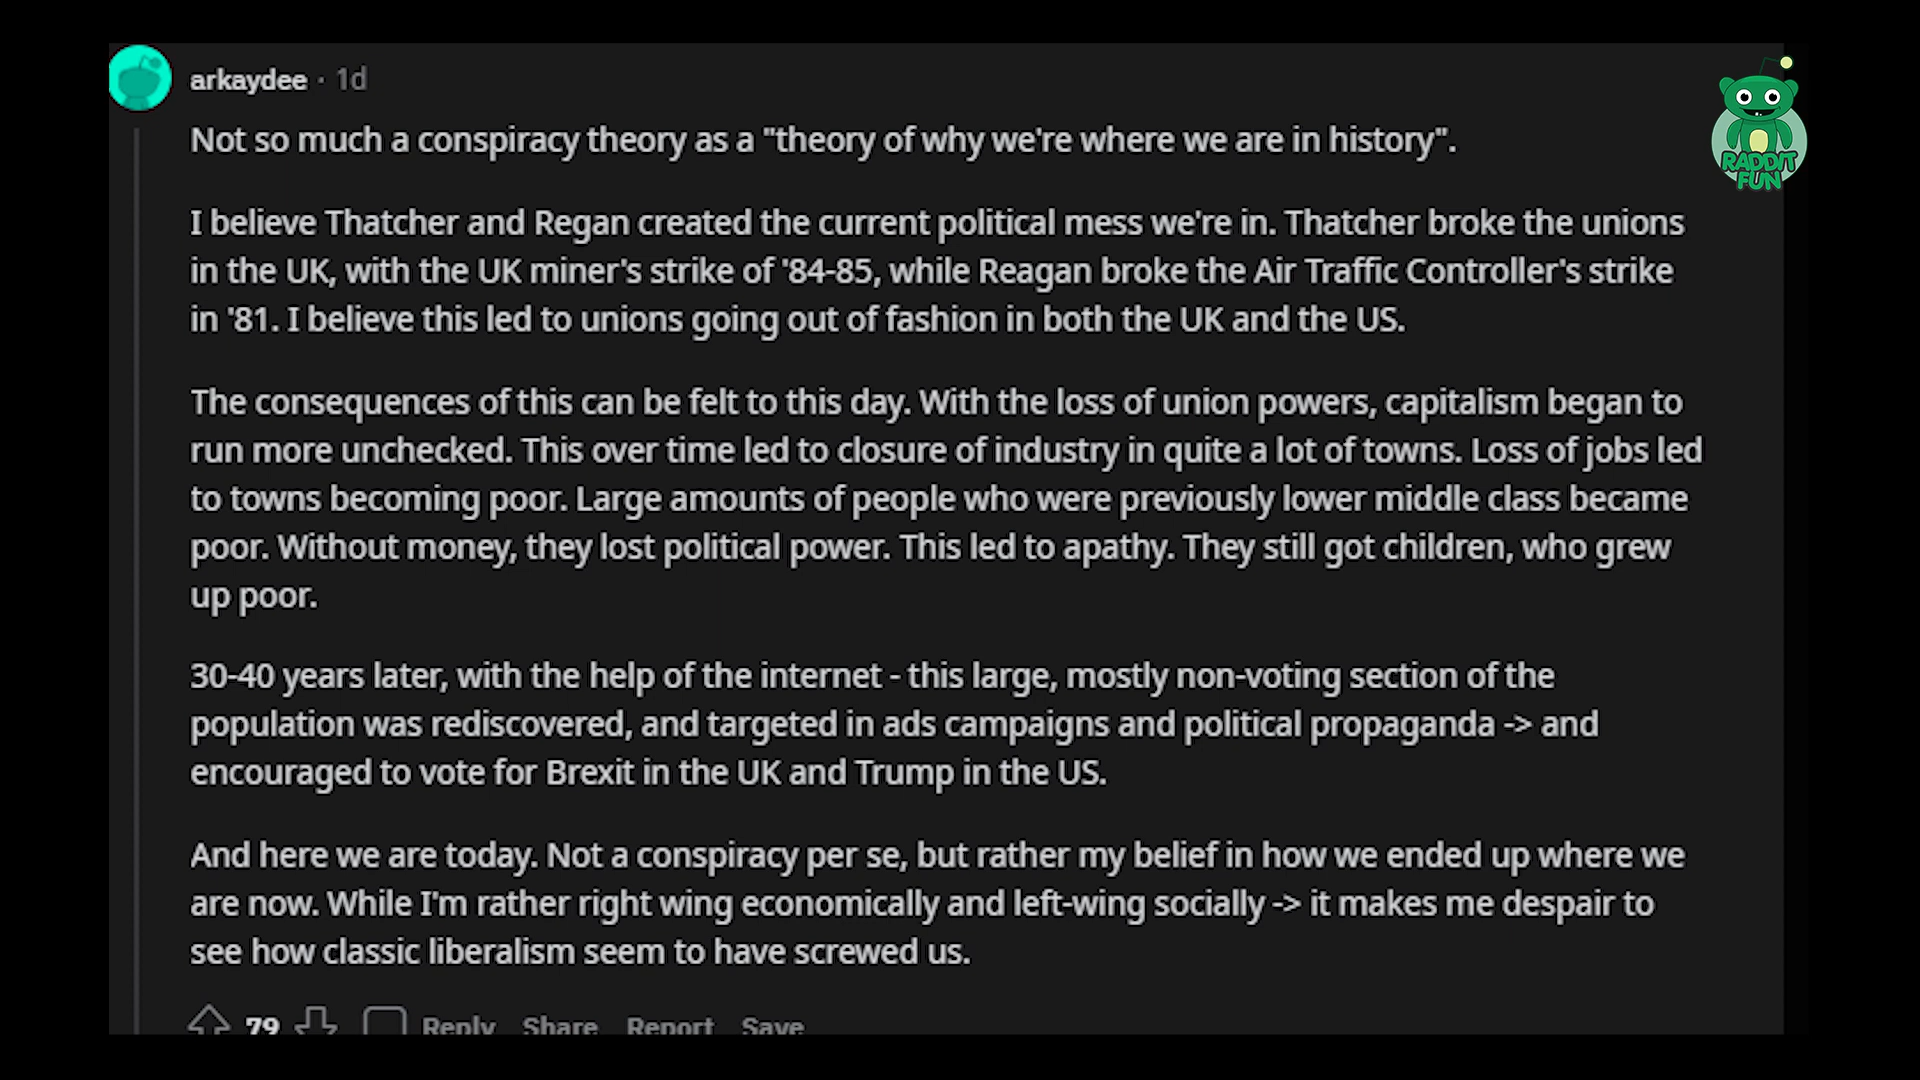 arkaydee · 1d
RADDIT
FUN
Not so much a conspiracy theory as a "theory of why we're where we are in history".
I believe Thatcher and Regan created the current political mess we're in. Thatcher broke the unions
in the UK, with the UK miner's strike of '84-85, while Reagan broke the Air Traffic Controller's strike
in '81. I believe this led to unions going out of fashion in both the UK and the US.
The consequences of this can be felt to this day. With the loss of union powers, capitalism began to
run more unchecked. This over time led to closure of industry in quite a lot of towns. Loss of jobs led
to towns becoming poor. Large amounts of people who were previously lower middle class became
poor. Without money, they lost political power. This led to apathy. They still got children, who grew
up poor.
30-40 years later, with the help of the internet - this large, mostly non-voting section of the
population was rediscovered, and targeted in ads campaigns and political propaganda -> and
encouraged to vote for Brexit in the UK and Trump in the US.
And here we are today. Not a conspiracy per se, but rather my belief in how we ended up where we
are now. While I'm rather right wing economically and left-wing socially -> it makes me despair to
see how classic liberalism seem to have screwed us.
79 Reply Share Report Save